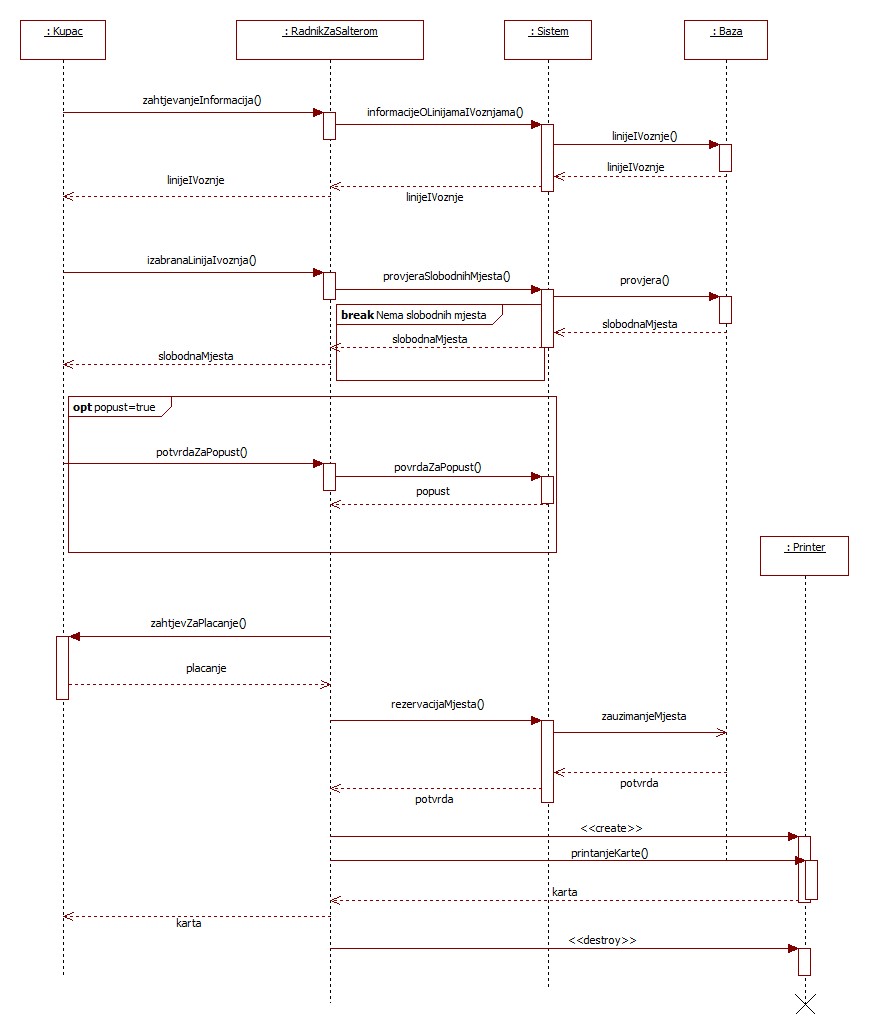 : Kupac
: RadnikZaSalterom
: Sistem
: Baza
zahtjevanjeInformacija()
informacijeOLinijamaIVoznjama()
linijeIVoznje()
linijeIVoznje
linijeIVoznje
linijeIVoznje
izabranaLinijaIvoznja()
provjeraSlobodnihMjesta()
provjera()
break Nema slobodnih mjesta
slobodnaMjesta
slobodnaMjesta
slobodnaMjesta
opt popust=true
potvrdaZaPopust()
povrdaZaPopust()
popust
: Printer
zahtjevZaPlacanje()
placanje
rezervacijaMjesta()
zauzimanjeMjesta
potvrda
potvrda
<<create>>
printanjeKarte()
karta
karta
<<destroy>>